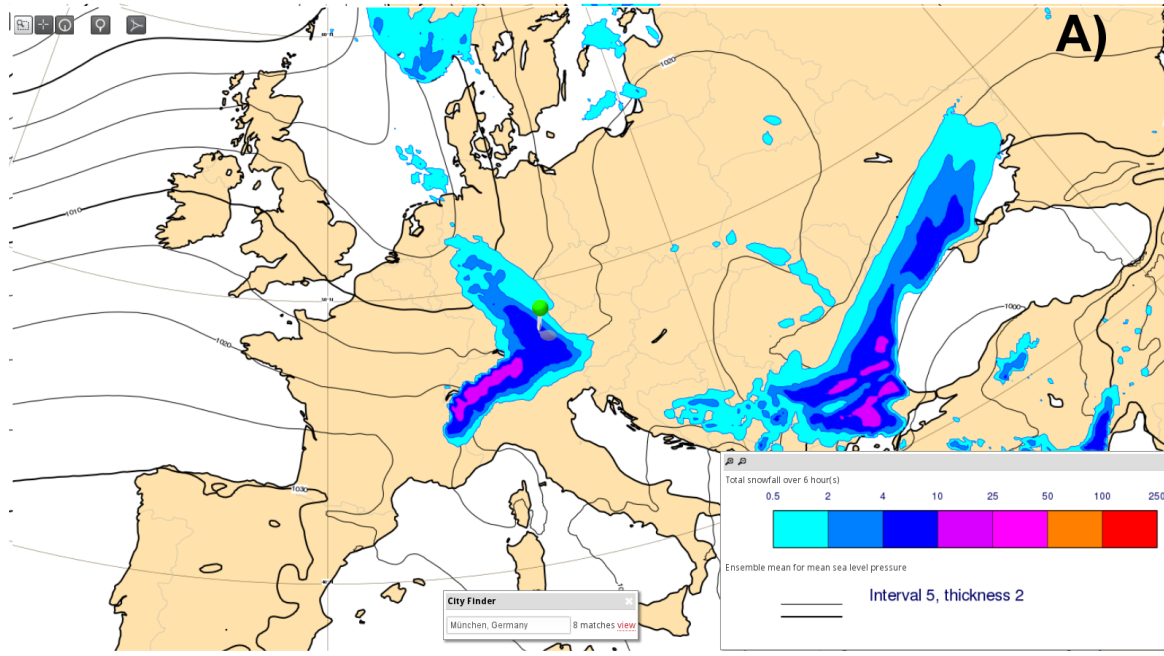 A)
1020
1010
1000
1020
1030
Total snowfall over 6 hour(s)
0.5 2 4 10 25 50 100 250
Ensemble mean for mean sea level pressure
Interval 5, thickness 2
City Finder
München, Germany 8 matches view